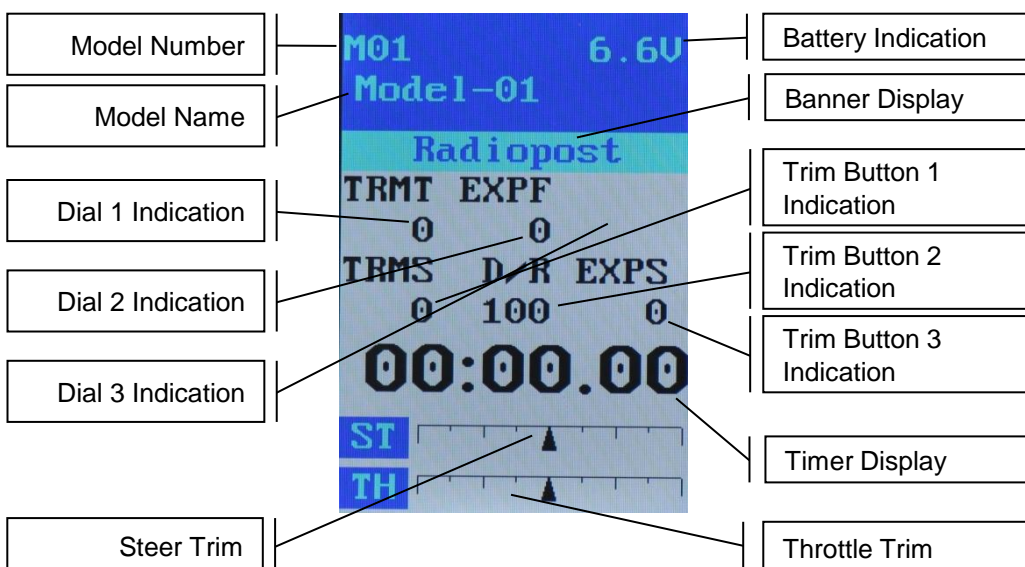 Model Number
Model Name
Dial 1 Indication
Dial 2 Indication
Dial 3 Indication
Steer Trim
M01 6.6V
Model-01
Radiopost
TRMT EXPF
0 0
TRMS D/R EXPS
0 100 0
00:00.00
ST
TH
Battery Indication
Banner Display
Trim Button 1
Indication
Trim Button 2
Indication
Trim Button 3
Indication
Timer Display
Throttle Trim